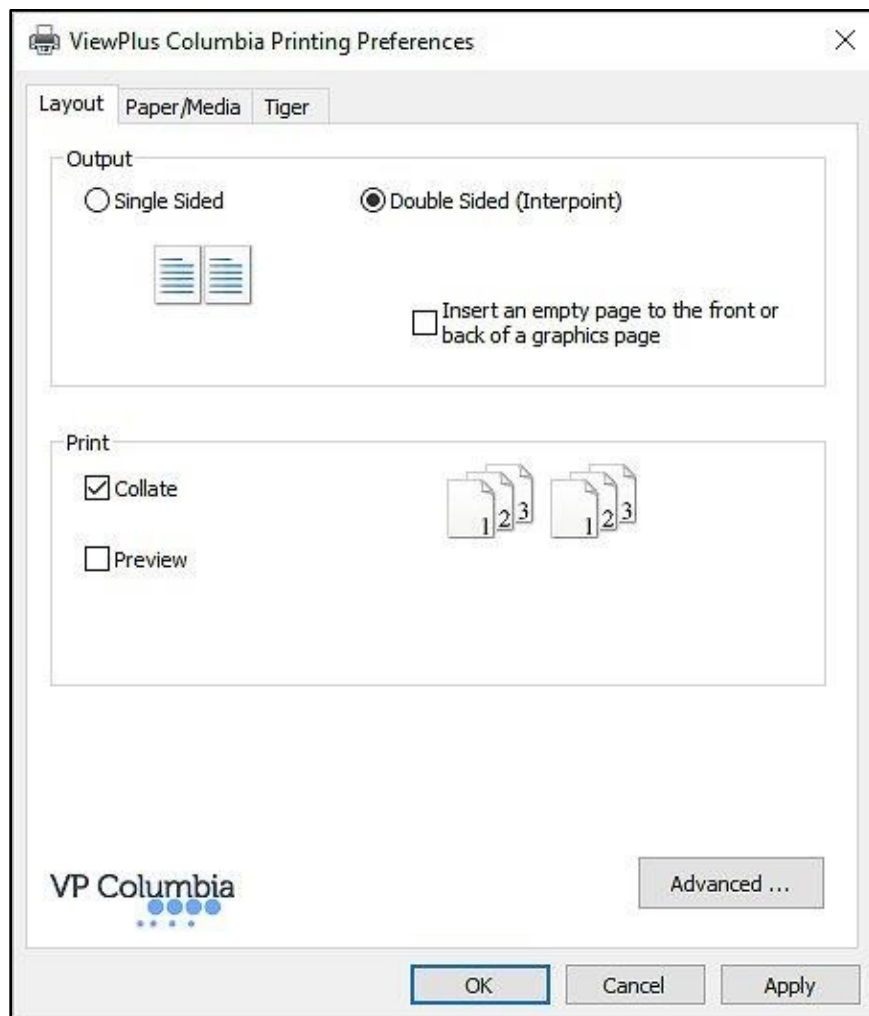 ViewPlus Columbia Printing Preferences
Layout Paper/Media Tiger
Output
Single Sided Double Sided (Interpoint)
Insert an empty page to the front or
back of a graphics page
Print
Collate
1 2 3 1 2 3
Preview
VP Columbia
Advanced ...
OK Cancel Apply